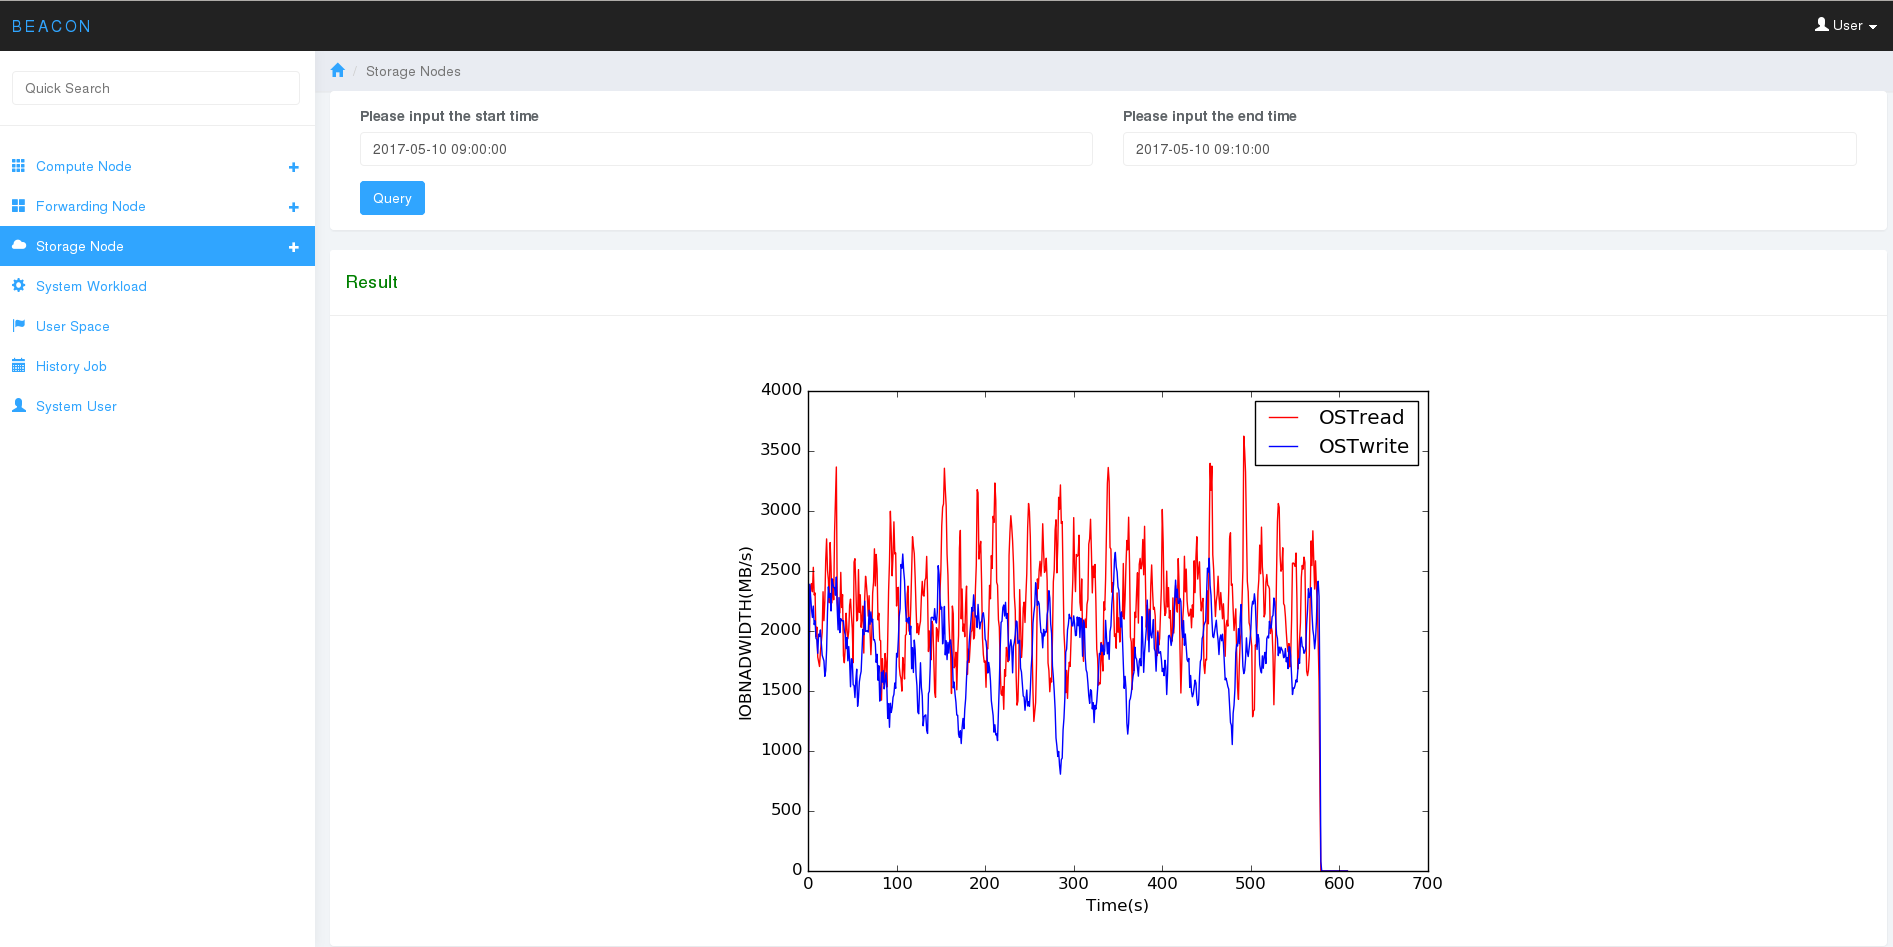 BEACON
User
Quick Search
Compute Node
Forwarding Node
Storage Node
System Workload
User Space
History Job
System User
/ Storage Nodes
Please input the start time
2017-05-10 09:00:00
Please input the end time
2017-05-10 09:10:00
Query
Result
4000
3500
3000
2500
2000
1500
1000
500
0
IOBNADWIDTH(MB/s)
OSTread
OSTwrite
0 100 200 300 400 500 600 700
Time(s)